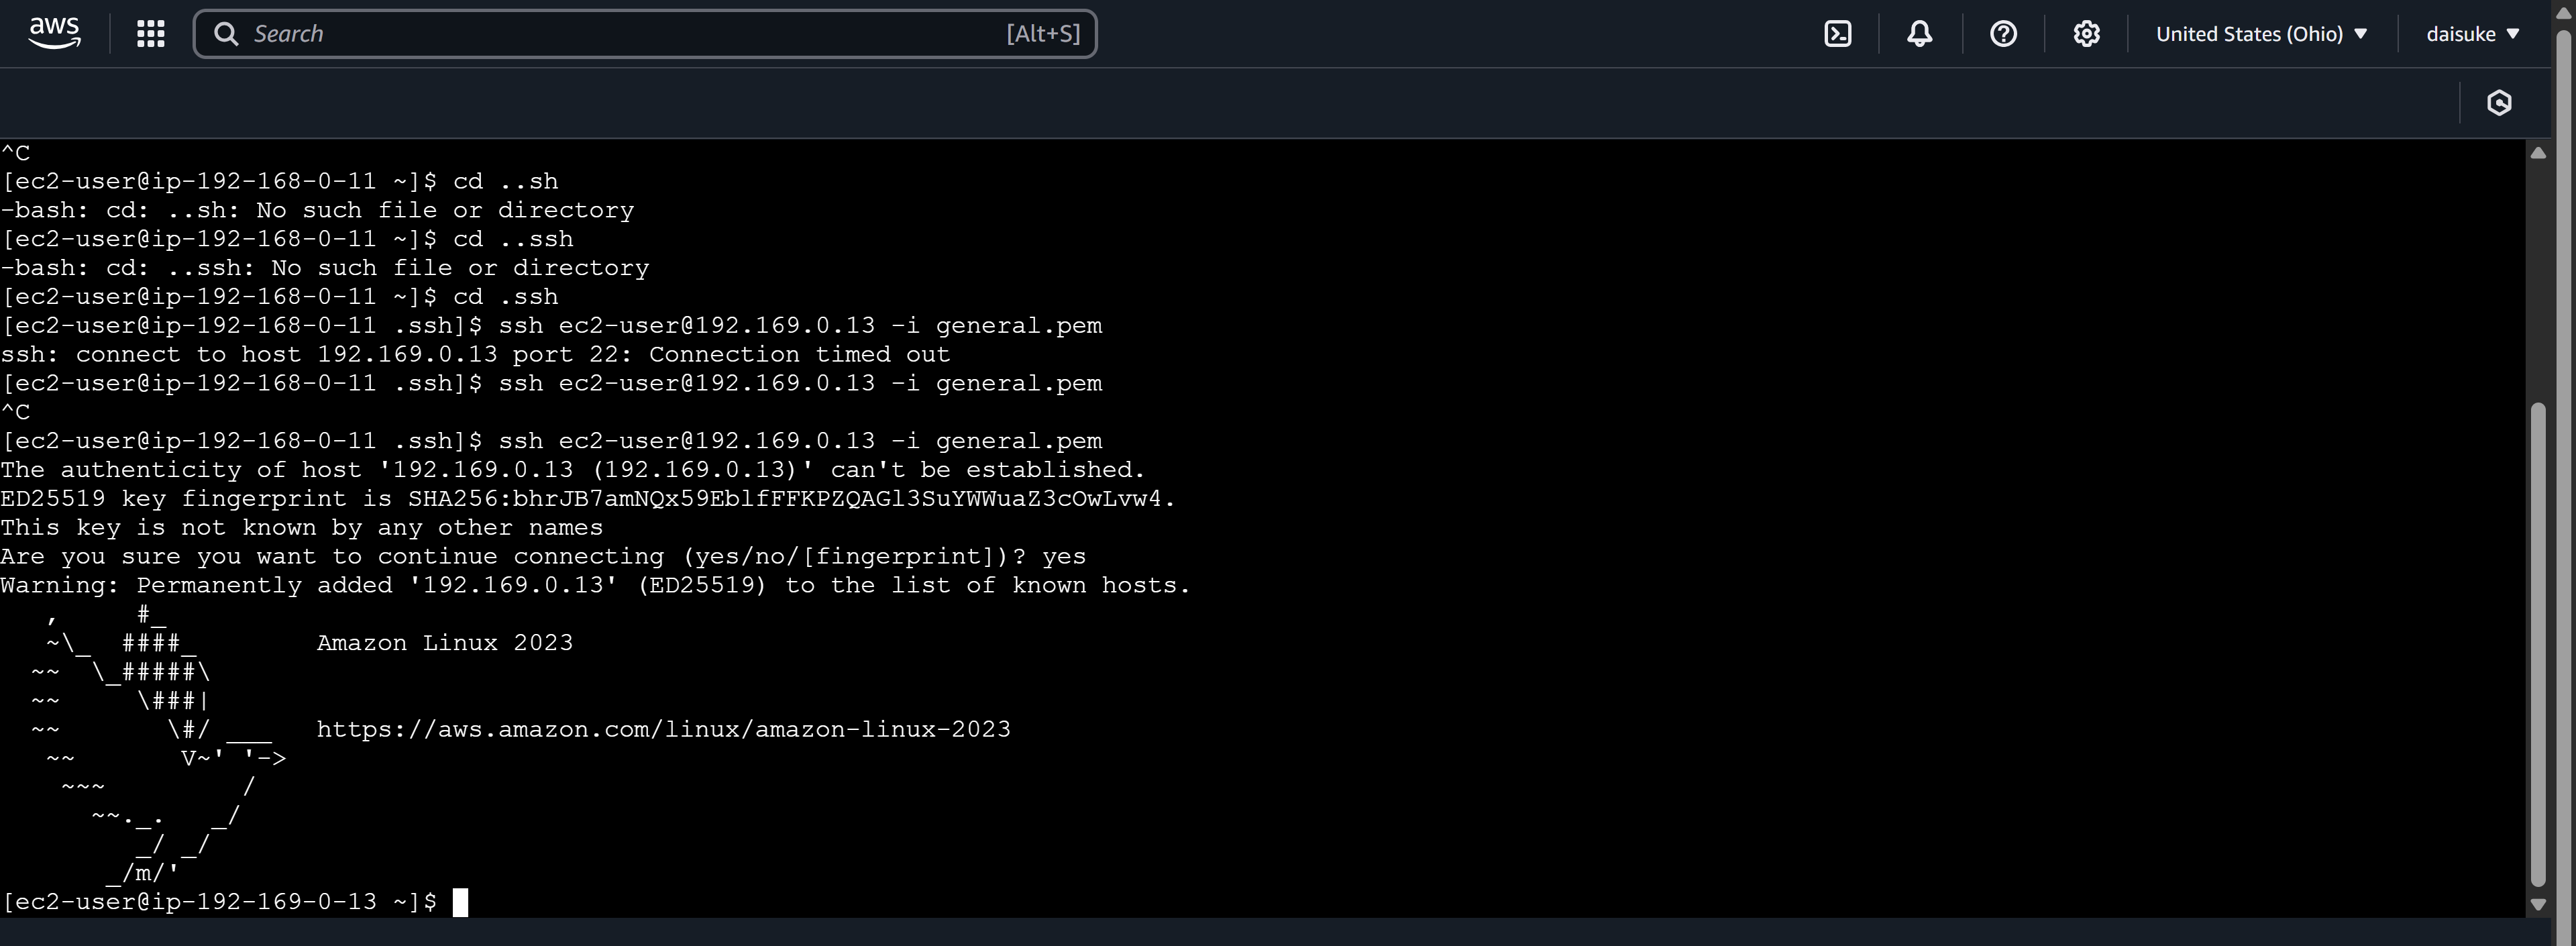 aws
Search [Alt+S]
United States (Ohio)
daisuke
^C
[ec2-user@ip-192-168-0-11 ~]$ cd ..sh
-bash: cd: ..sh: No such file or directory
[ec2-user@ip-192-168-0-11 ~]$ cd ..ssh
-bash: cd: ..ssh: No such file or directory
[ec2-user@ip-192-168-0-11 ~]$ cd .ssh
[ec2-user@ip-192-168-0-11 .ssh]$ ssh ec2-user@192.169.0.13 -i general.pem
ssh: connect to host 192.169.0.13 port 22: Connection timed out
[ec2-user@ip-192-168-0-11 .ssh]$ ssh ec2-user@192.169.0.13 -i general.pem
^C
[ec2-user@ip-192-168-0-11 .ssh]$ ssh ec2-user@192.169.0.13 -i general.pem
The authenticity of host '192.169.0.13 (192.169.0.13)' can't be established.
ED25519 key fingerprint is SHA256:bhrJB7amNQx59EblfFFKPZQAGl3SuYWWuaZ3cOwLvw4.
This key is not known by any other names
Are you sure you want to continue connecting (yes/no/[fingerprint])? yes
Warning: Permanently added '192.169.0.13' (ED25519) to the list of known hosts.
   ,     #_
   ~\_  ####_        Amazon Linux 2023
  ~~  \_#####\
  ~~     \###|
  ~~       \#/ ___   https://aws.amazon.com/linux/amazon-linux-2023
   ~~       V~' '->
    ~~~         /
      ~~._.   _/
         _/ _/
       _/m/'
[ec2-user@ip-192-169-0-13 ~]$